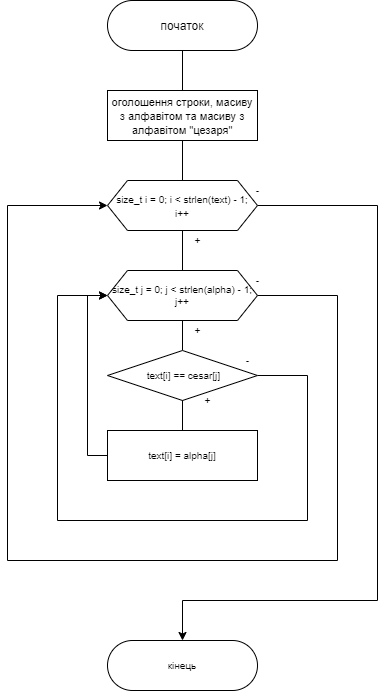 початок
оголошення строки, масиву
з алфавітом та масиву з
алфавітом "цезаря"
-
size_t i = 0; i < strlen(text) - 1;
i++
+
-
size_t j = 0; j < strlen(alpha) - 1;
j++
+
-
text[i] == cesar[j]
+
text[i] = alpha[j]
кінець